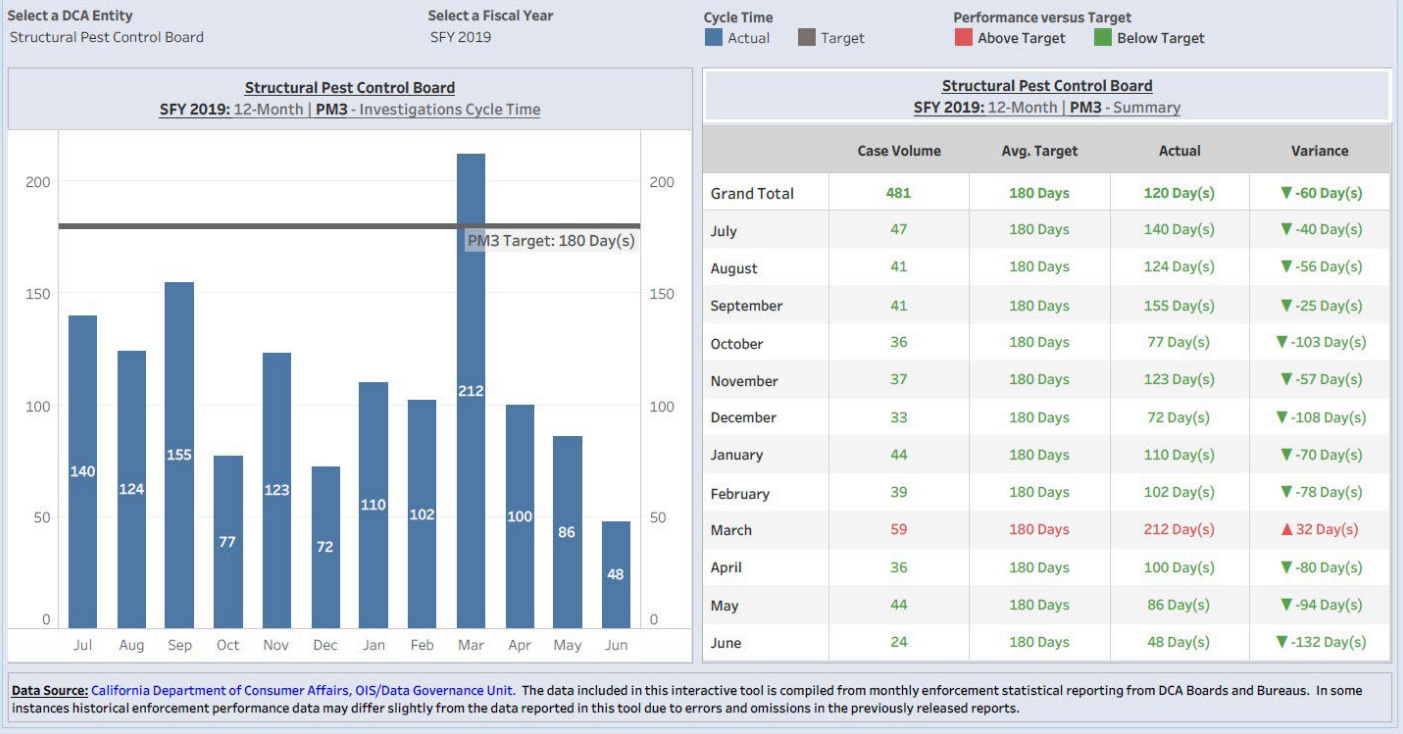 Select a DCA Entity
Structural Pest Control Board
Select a Fiscal Year
SFY 2019
Cycle Time
Actual Target
Performance versus Target
Above Target Below Target
Structural Pest Control Board
SFY 2019: 12-Month | PM3 - Investigations Cycle Time
200 200
PM3 Target: 180 Day(s)
150 150
100 100
50 50
0 0
140 124 155 77 123 72 110 102 212 100 86 48
Jul Aug Sep Oct Nov Dec Jan Feb Mar Apr May Jun
Structural Pest Control Board
SFY 2019: 12-Month | PM3 - Summary
Case Volume Avg. Target Actual Variance
Grand Total 481 180 Days 120 Day(s) ▼ -60 Day(s)
July 47 180 Days 140 Day(s) ▼ -40 Day(s)
August 41 180 Days 124 Day(s) ▼ -56 Day(s)
September 41 180 Days 155 Day(s) ▼ -25 Day(s)
October 36 180 Days 77 Day(s) ▼ -103 Day(s)
November 37 180 Days 123 Day(s) ▼ -57 Day(s)
December 33 180 Days 72 Day(s) ▼ -108 Day(s)
January 44 180 Days 110 Day(s) ▼ -70 Day(s)
February 39 180 Days 102 Day(s) ▼ -78 Day(s)
March 59 180 Days 212 Day(s) ▲ 32 Day(s)
April 36 180 Days 100 Day(s) ▼ -80 Day(s)
May 44 180 Days 86 Day(s) ▼ -94 Day(s)
June 24 180 Days 48 Day(s) ▼ -132 Day(s)
Data Source: California Department of Consumer Affairs, OIS/Data Governance Unit. The data included in this interactive tool is compiled from monthly enforcement statistical reporting from DCA Boards and Bureaus. In some
instances historical enforcement performance data may differ slightly from the data reported in this tool due to errors and omissions in the previously released reports.